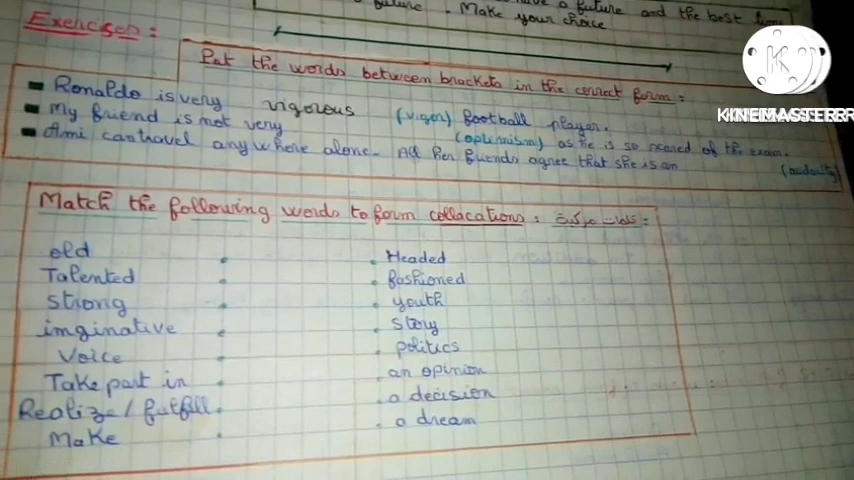 future. Make your choice
have a future and the best
Exercises:
Put the words between brackets in the correct form:
Ronaldo is very vigorous (vigor) football player.
My friend is not very (optimism) as he is so scared of the exam.
Ami can travel anywhere alone. All her friends agree that she is an (audacity)
Match the following words to form collacations:
old
Headed
Talented
fashioned
Strong
youth
imginative
story
Voice
politics
Take part in
an opinion
Realize / fulfill
a decision
Make
a dream
K
KINEMASTER